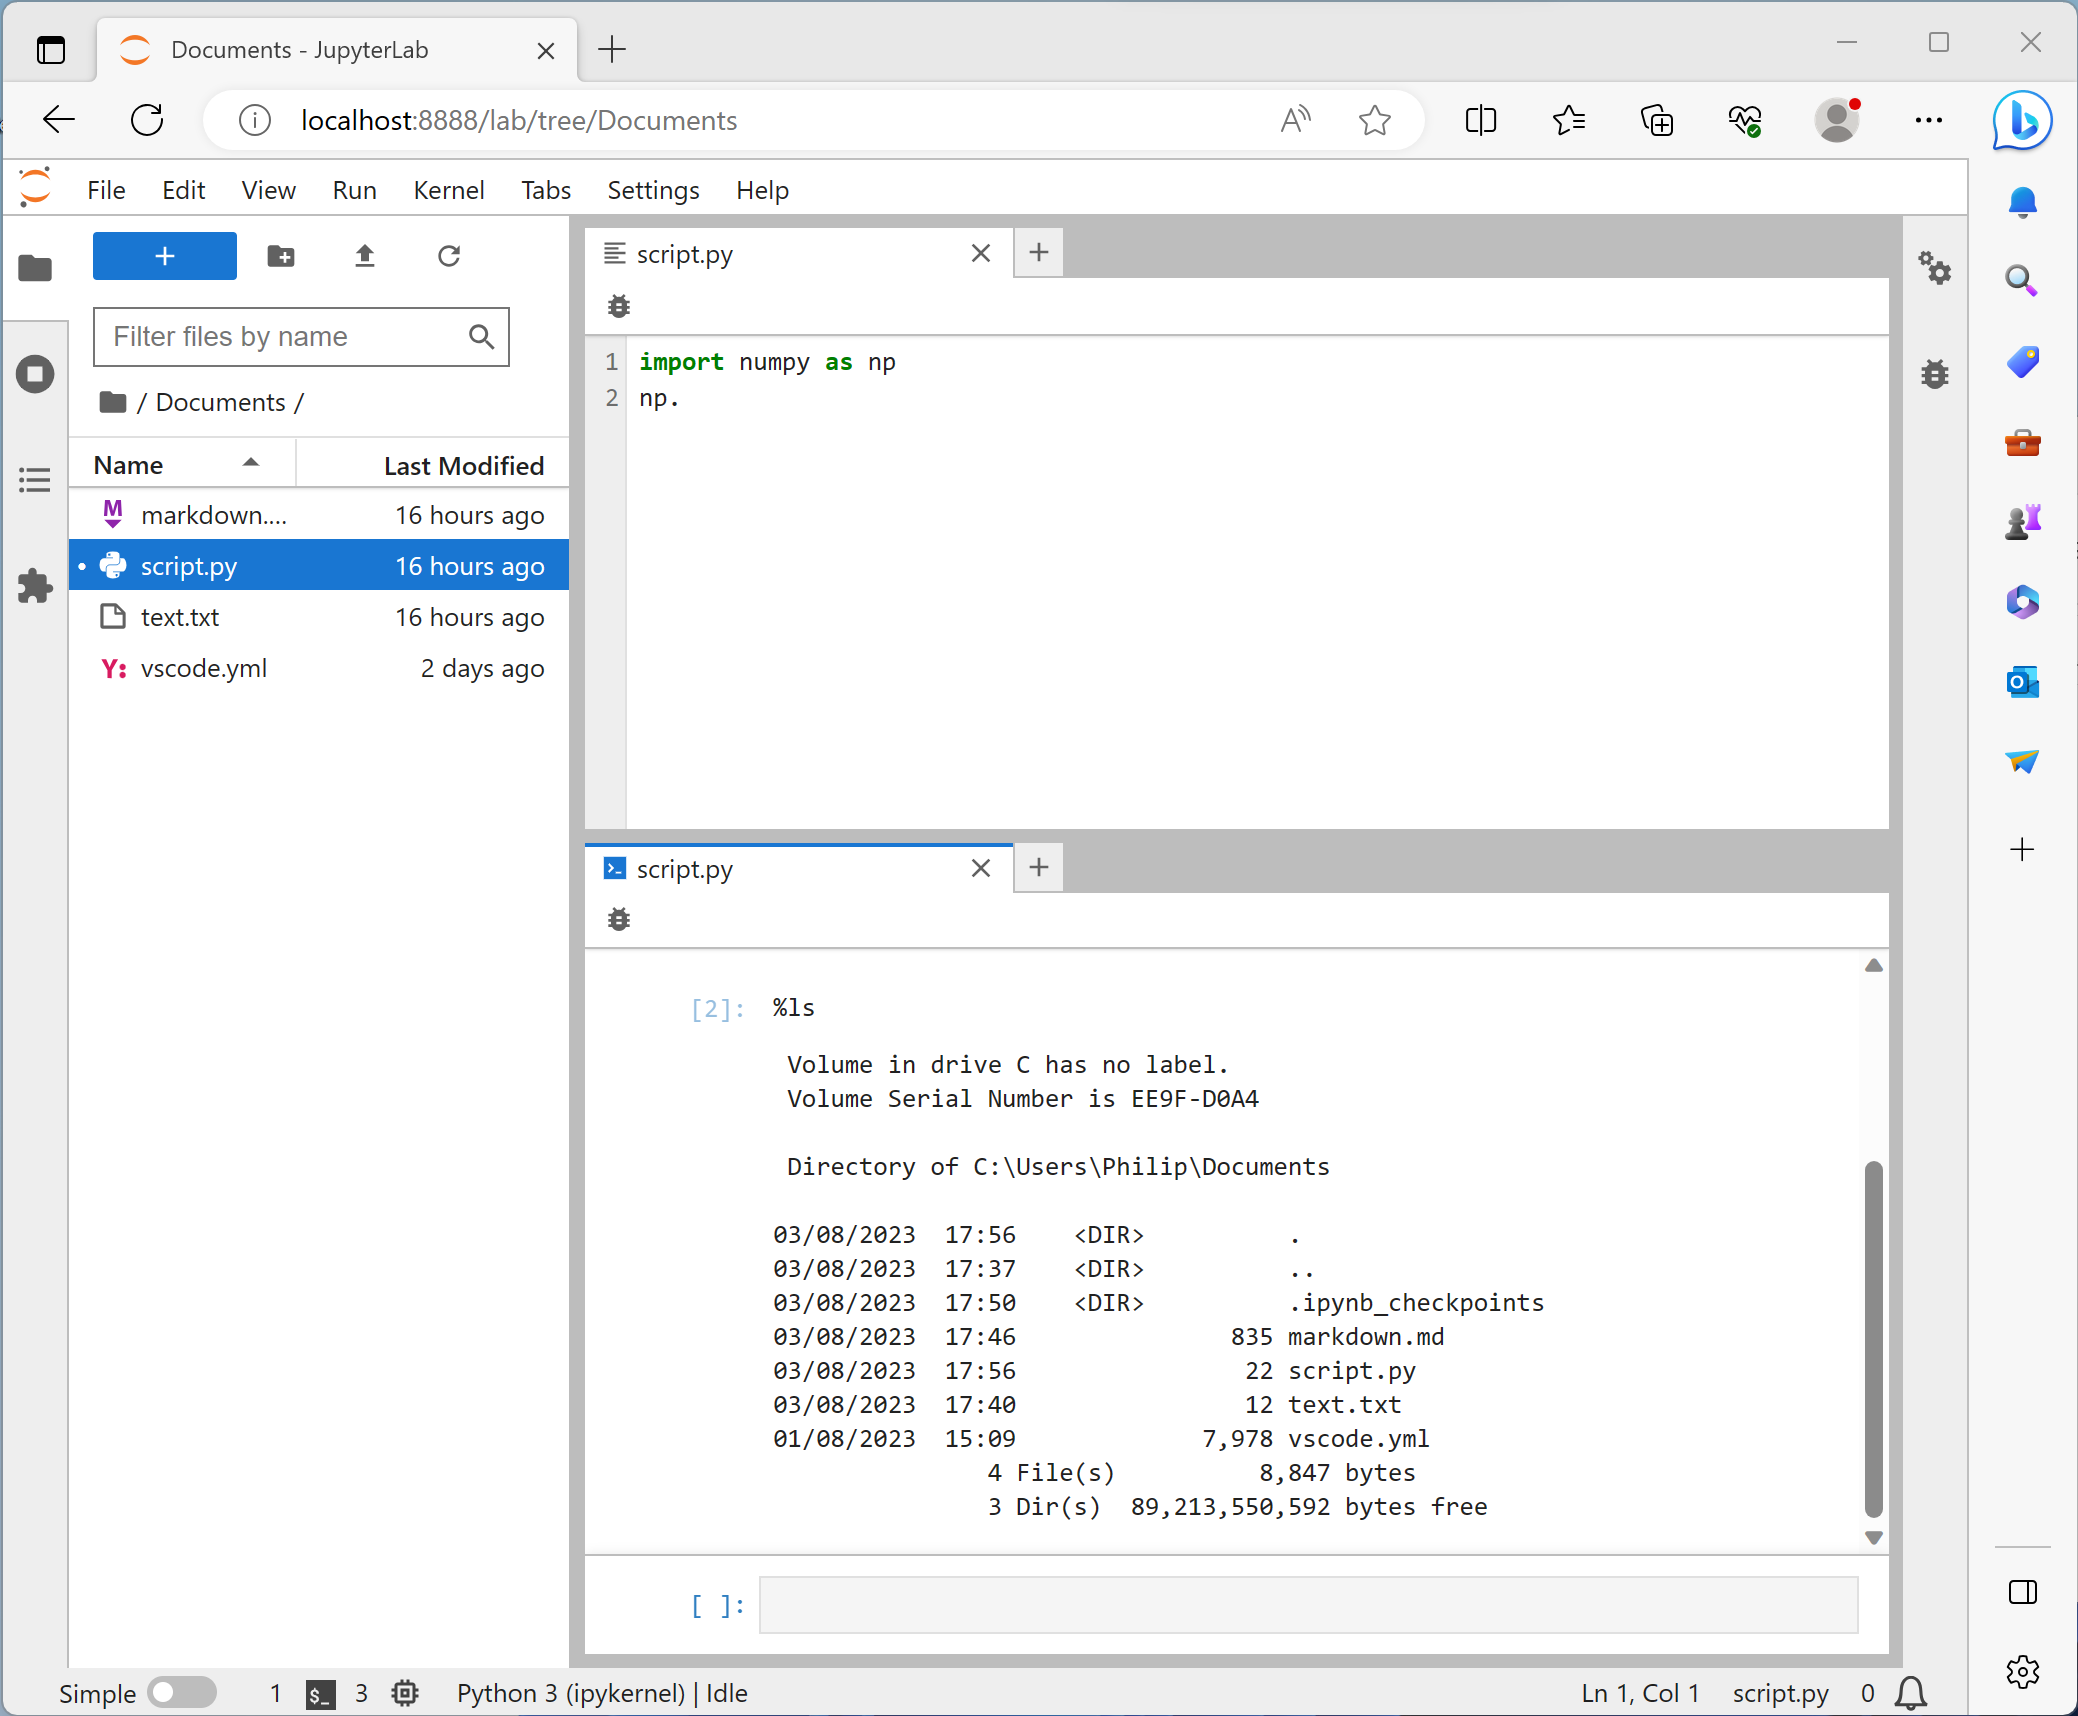 Documents - JupyterLab
localhost:8888/lab/tree/Documents
File Edit View Run Kernel Tabs Settings Help
Filter files by name
/ Documents /
Name Last Modified
markdown.... 16 hours ago
script.py 16 hours ago
text.txt 16 hours ago
vscode.yml 2 days ago
script.py
1 import numpy as np
2 np.
script.py
[2]: %ls
Volume in drive C has no label.
Volume Serial Number is EE9F-D0A4
Directory of C:\Users\Philip\Documents
03/08/2023  17:56    <DIR>          .
03/08/2023  17:37    <DIR>          ..
03/08/2023  17:50    <DIR>          .ipynb_checkpoints
03/08/2023  17:46               835 markdown.md
03/08/2023  17:56                22 script.py
03/08/2023  17:40                12 text.txt
01/08/2023  15:09             7,978 vscode.yml
4 File(s)          8,847 bytes
3 Dir(s)  89,213,550,592 bytes free
[ ]:
Simple 1 $_ 3 Python 3 (ipykernel) | Idle Ln 1, Col 1 script.py 0